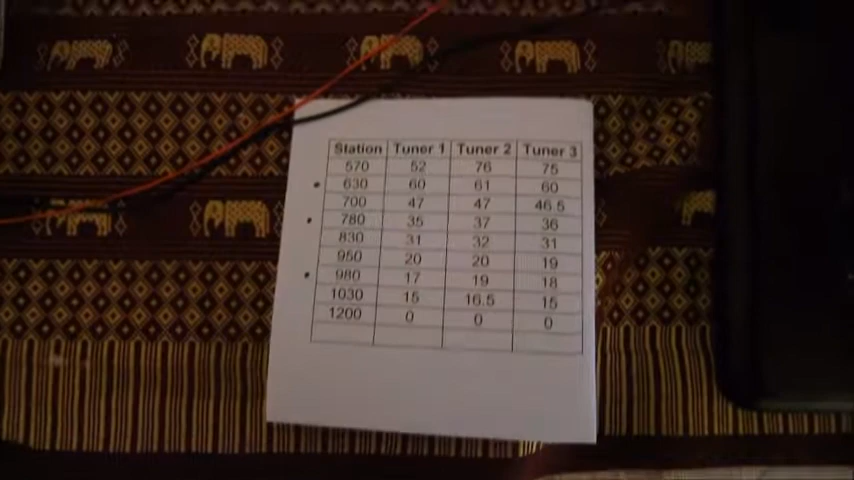 Station Tuner 1 Tuner 2 Tuner 3
570 52 76 75
• 630 60 61 60
700 47 47 46.5
• 780 35 37 36
830 31 32 31
950 20 20 19
• 980 17 19 18
1030 15 16.5 15
1200 0 0 0